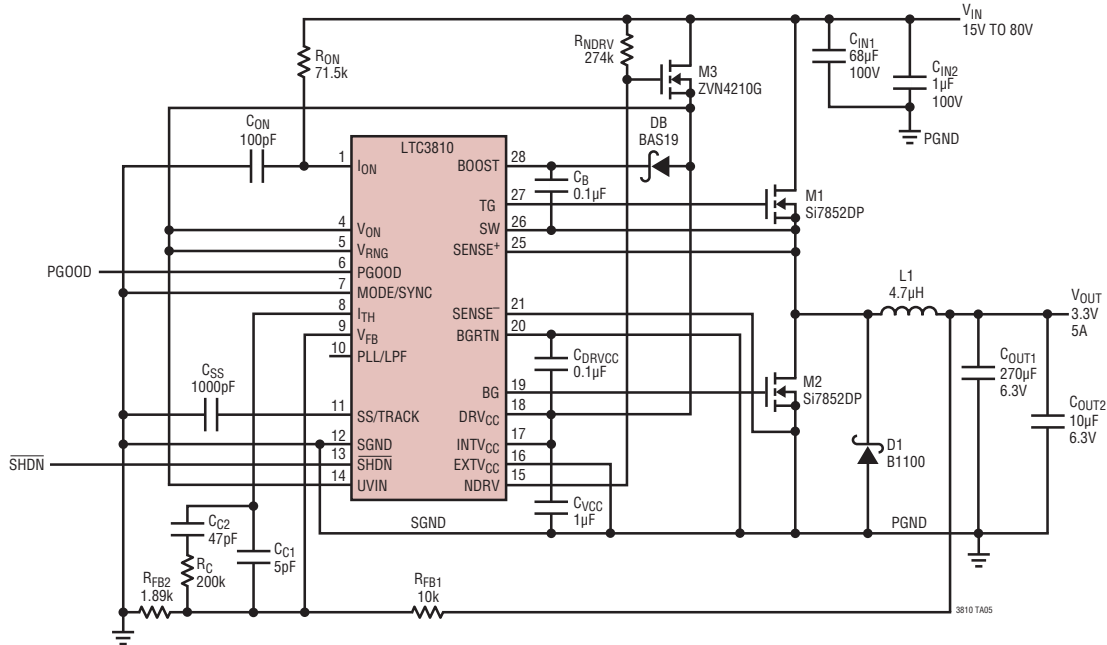 VIN
15V TO 80V
RON
71.5k
RNDRV
274k
M3
ZVN4210G
CIN1
68µF
100V
CIN2
1µF
100V
PGND
CON
100pF
DB
BAS19
LTC3810
1
ION
BOOST
28
CB
0.1µF
TG
27
M1
Si7852DP
4
VON
SW
26
5
VRNG
SENSE+
25
PGOOD
6
PGOOD
7
MODE/SYNC
8
ITH
SENSE–
21
9
VFB
BGRTN
20
10
PLL/LPF
L1
4.7µH
VOUT
3.3V
5A
CDRVCC
0.1µF
COUT1
270µF
6.3V
COUT2
10µF
6.3V
M2
Si7852DP
BG
19
CSS
1000pF
11
SS/TRACK
DRVCC
18
12
SGND
INTVCC
17
SHDN
13
SHDN
EXTVCC
16
14
UVIN
NDRV
15
D1
B1100
CVCC
1µF
SGND
PGND
CC2
47pF
CC1
5pF
RC
200k
RFB2
1.89k
RFB1
10k
3810 TA05